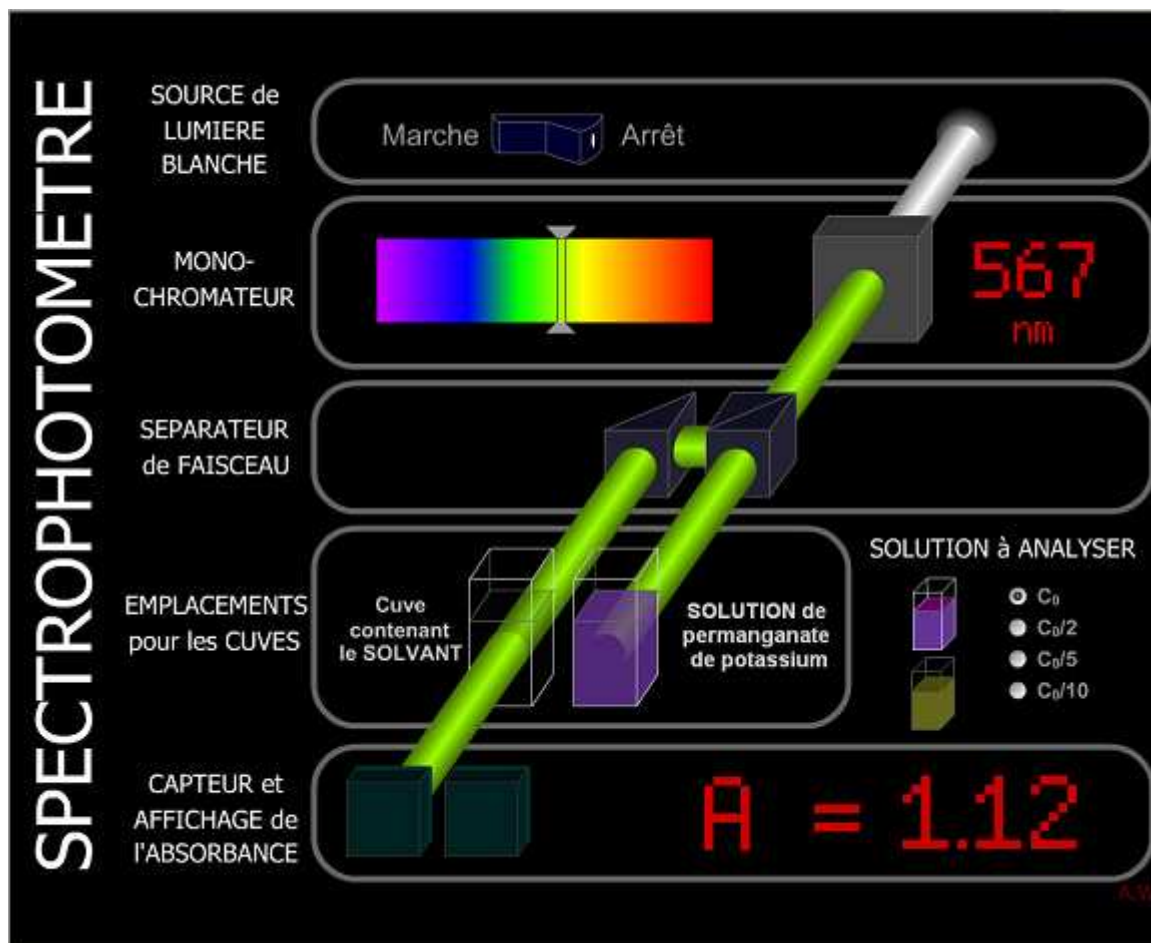 SPECTROPHOTOMETRE
SOURCE de
LUMIERE
BLANCHE
Marche
Arrêt
MONO-
CHROMATEUR
567
nm
SEPARATEUR
de FAISCEAU
EMPLACEMENTS
pour les CUVES
Cuve
contenant
le SOLVANT
SOLUTION de
permanganate
de potassium
SOLUTION à ANALYSER
C₀
C₀/2
C₀/5
C₀/10
CAPTEUR et
AFFICHAGE de
l'ABSORBANCE
A = 1.12